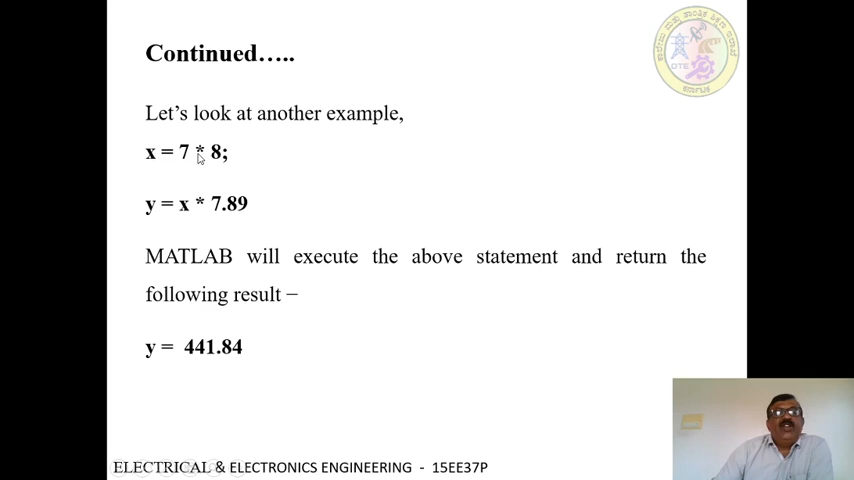 Continued…..
Let’s look at another example,
x = 7 * 8;
y = x * 7.89
MATLAB will execute the above statement and return the
following result −
y = 441.84
DTE
ELECTRICAL & ELECTRONICS ENGINEERING - 15EE37P